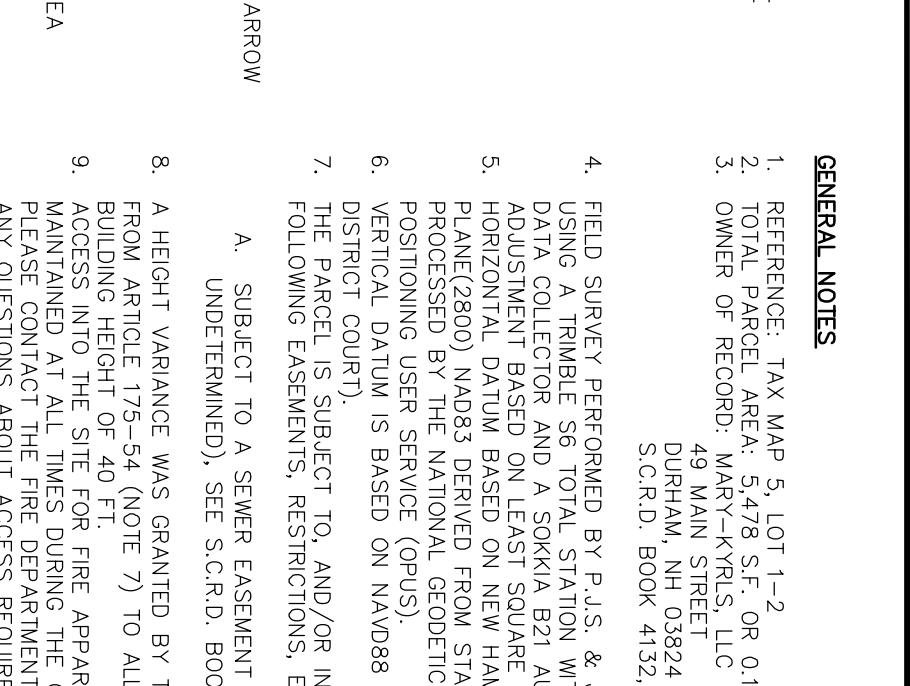 GENERAL NOTES
1. REFERENCE: TAX MAP 5, LOT 1-2
2. TOTAL PARCEL AREA: 5,478 S.F. OR 0.1
3. OWNER OF RECORD: MARY-KYRLS, LLC
49 MAIN STREET
DURHAM, NH 03824
S.C.R.D. BOOK 4132,
4. FIELD SURVEY PERFORMED BY P.J.S. &
USING A TRIMBLE S6 TOTAL STATION WIT
DATA COLLECTOR AND A SOKKIA B21 AU
ADJUSTMENT BASED ON LEAST SQUARE
5. HORIZONTAL DATUM BASED ON NEW HAM
PLANE(2800) NAD83 DERIVED FROM STA
PROCESSED BY THE NATIONAL GEODETIC
POSITIONING USER SERVICE (OPUS).
6. VERTICAL DATUM IS BASED ON NAVD88
DISTRICT COURT).
7. THE PARCEL IS SUBJECT TO, AND/OR IN
FOLLOWING EASEMENTS, RESTRICTIONS, E
A. SUBJECT TO A SEWER EASEMENT
UNDETERMINED), SEE S.C.R.D. BOO
8. A HEIGHT VARIANCE WAS GRANTED BY T
FROM ARTICLE 175-54 (NOTE 7) TO ALL
BUILDING HEIGHT OF 40 FT.
9. ACCESS INTO THE SITE FOR FIRE APPAR
MAINTAINED AT ALL TIMES DURING THE
PLEASE CONTACT THE FIRE DEPARTMENT
ANY QUESTIONS ABOUT ACCESS REQUIRE
ARROW
EA